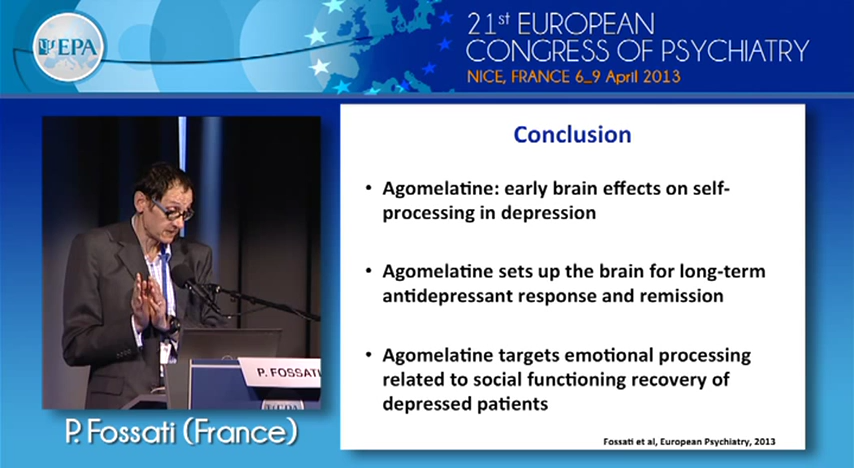 EPA
21st EUROPEAN
CONGRESS OF PSYCHIATRY
NICE, FRANCE 6_9 April 2013
Conclusion
• Agomelatine: early brain effects on self-
processing in depression
• Agomelatine sets up the brain for long-term
antidepressant response and remission
• Agomelatine targets emotional processing
related to social functioning recovery of
depressed patients
Fossati et al, European Psychiatry, 2013
P. FOSSATI
P. Fossati (France)